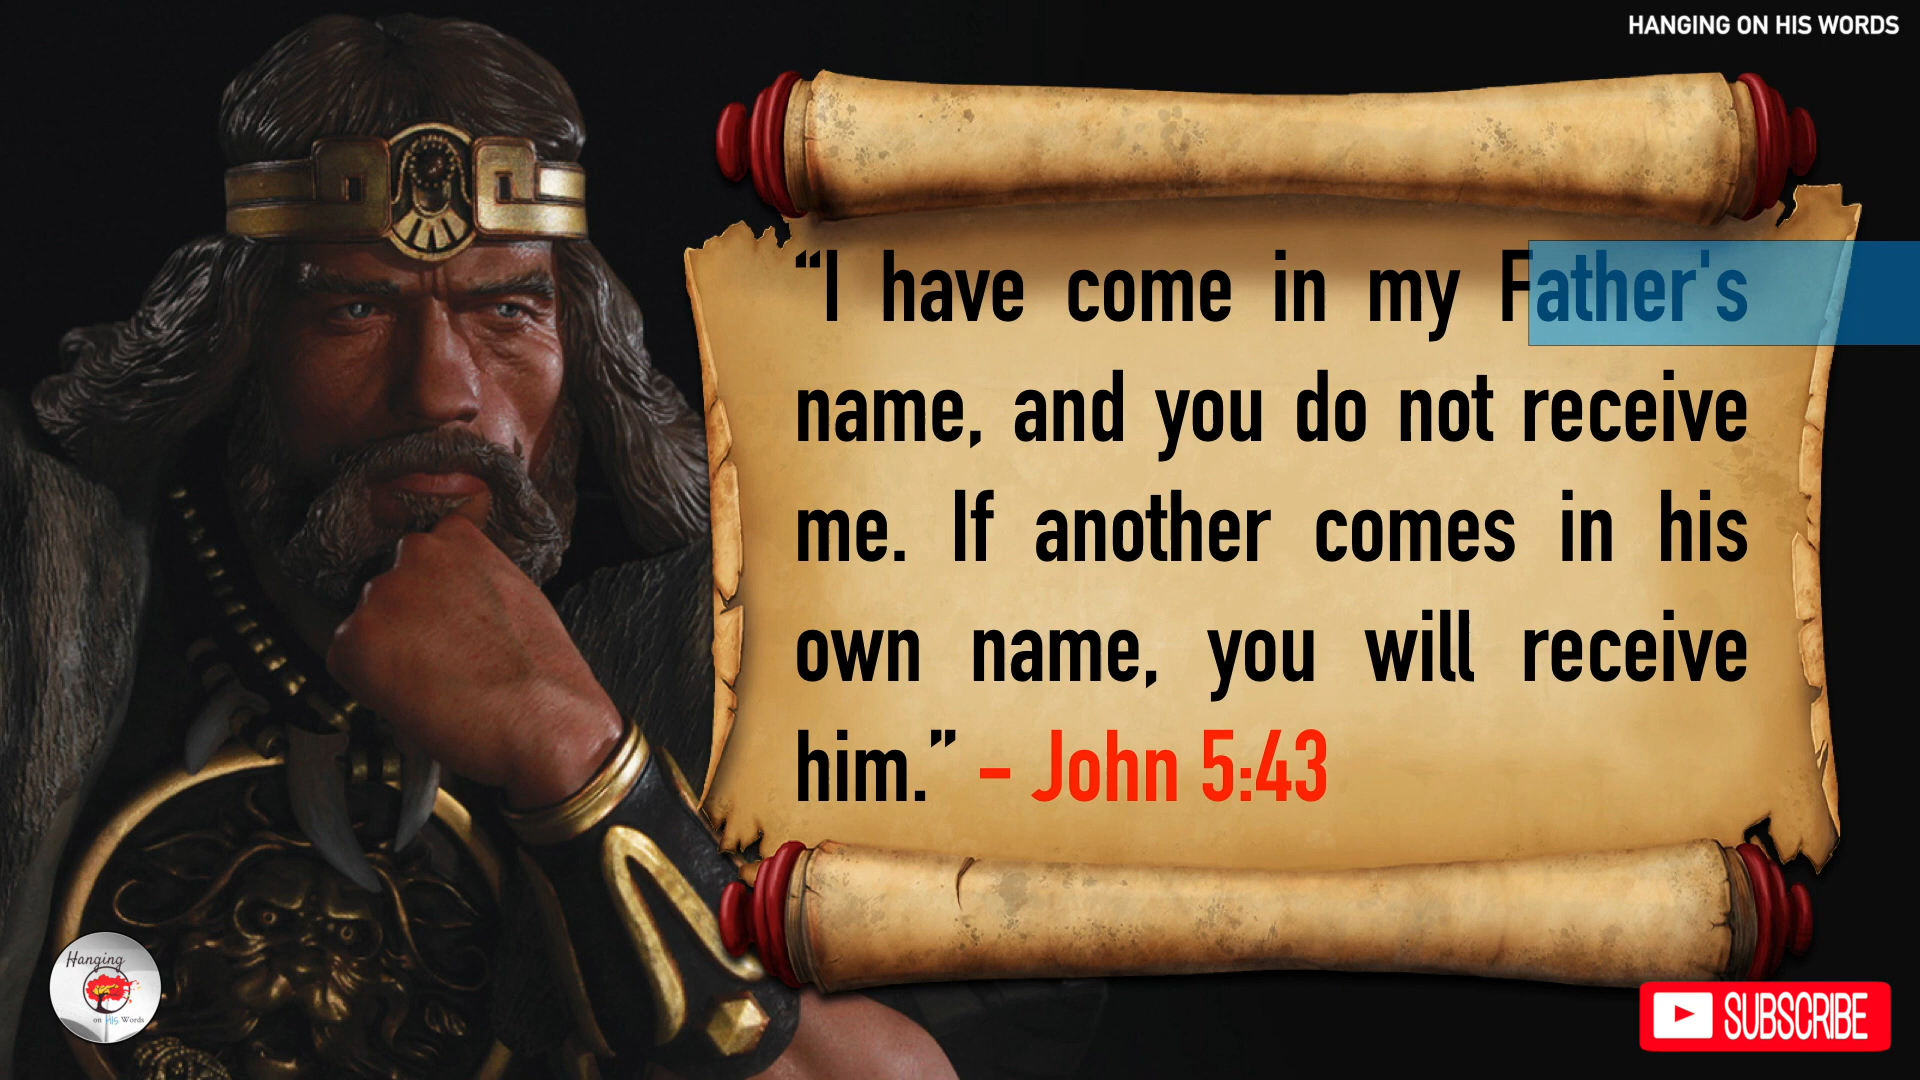 HANGING ON HIS WORDS
“I have come in my Father's
name, and you do not receive
me. If another comes in his
own name, you will receive
him.” – John 5:43
Hanging
on His Words
SUBSCRIBE